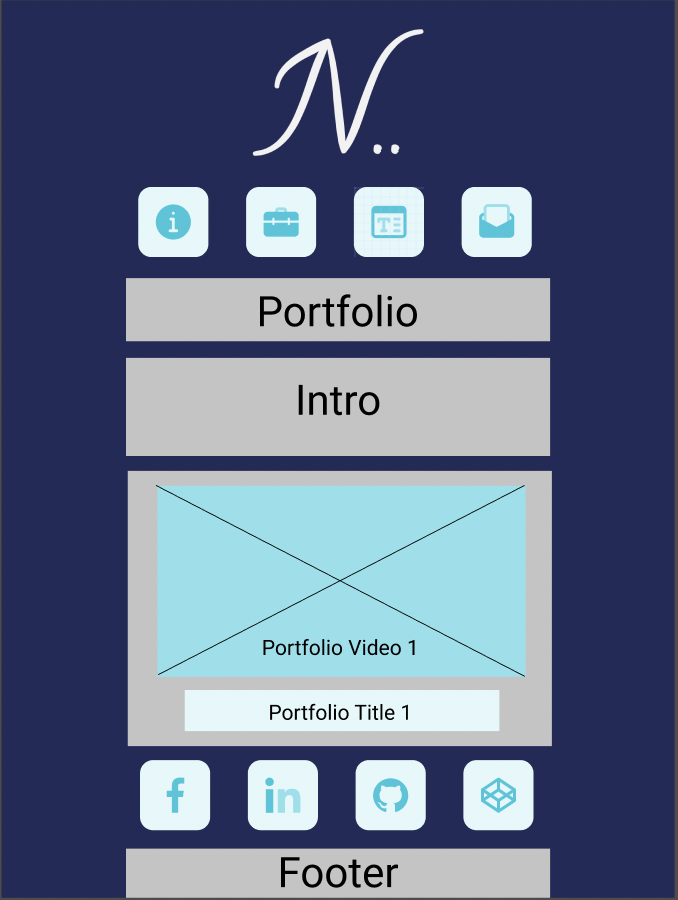 N..
Portfolio
Intro
Portfolio Video 1
Portfolio Title 1
Footer